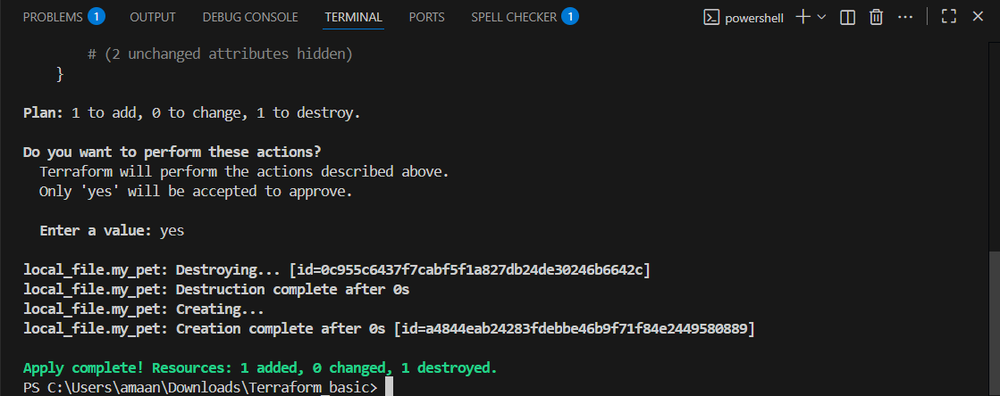 PROBLEMS 1 OUTPUT DEBUG CONSOLE TERMINAL PORTS SPELL CHECKER 1 powershell
# (2 unchanged attributes hidden)
}
Plan: 1 to add, 0 to change, 1 to destroy.
Do you want to perform these actions?
Terraform will perform the actions described above.
Only 'yes' will be accepted to approve.
Enter a value: yes
local_file.my_pet: Destroying... [id=0c955c6437f7cabf5f1a827db24de30246b6642c]
local_file.my_pet: Destruction complete after 0s
local_file.my_pet: Creating...
local_file.my_pet: Creation complete after 0s [id=a4844eab24283fdebbe46b9f71f84e2449580889]
Apply complete! Resources: 1 added, 0 changed, 1 destroyed.
PS C:\Users\amaan\Downloads\Terraform_basic>